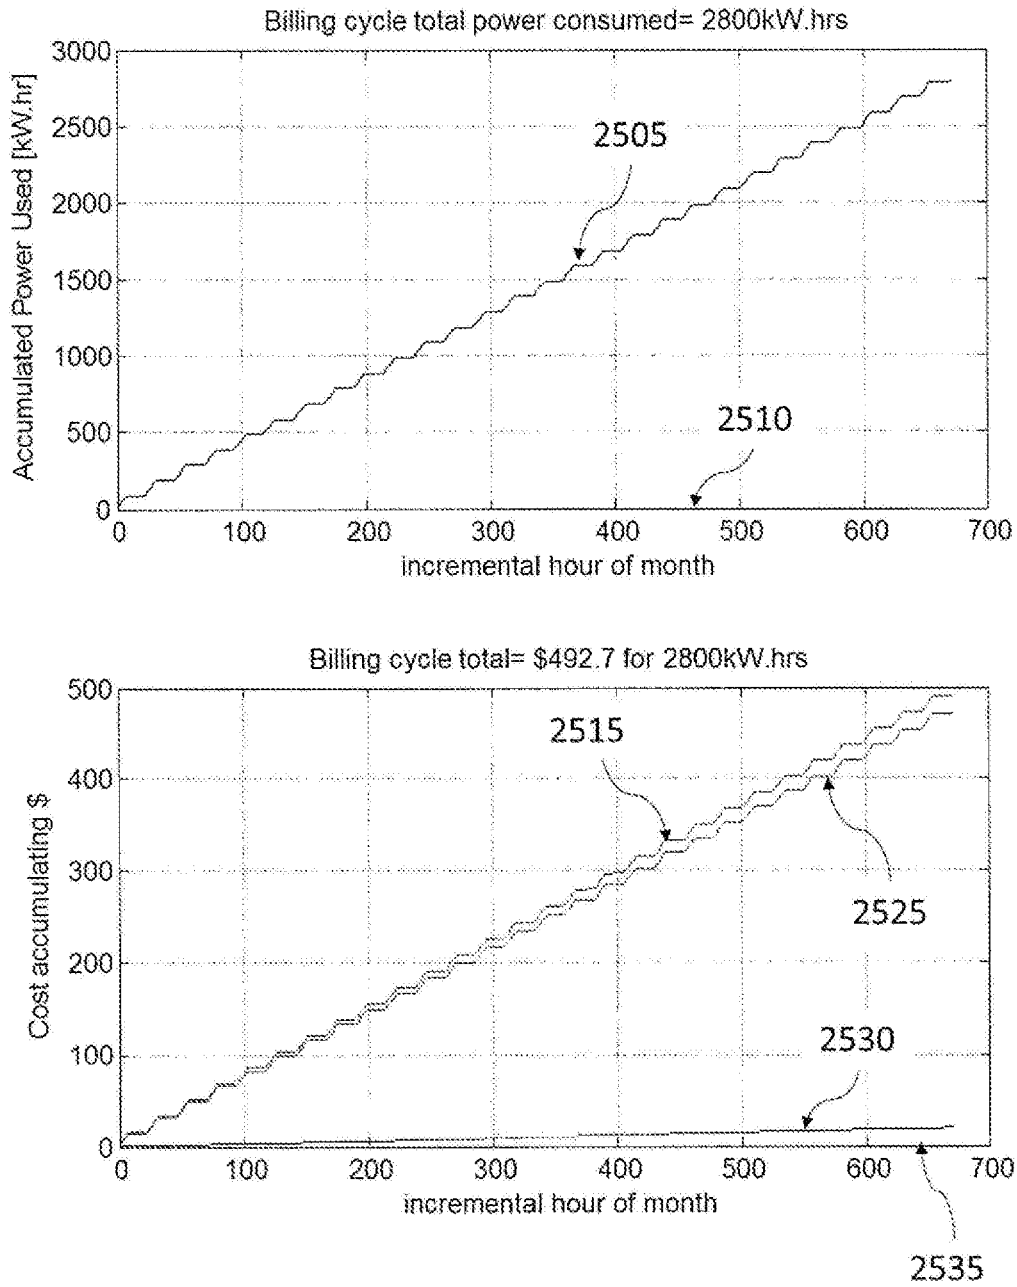 Billing cycle total power consumed= 2800kW.hrs
Accumulated Power Used [kW.hr]
3000
2500
2000
1500
1000
500
0
2505
2510
0 100 200 300 400 500 600 700
incremental hour of month
Billing cycle total= $492.7 for 2800kW.hrs
Cost accumulating $
500
400
300
200
100
0
2515
2525
2530
0 100 200 300 400 500 600 700
incremental hour of month
2535